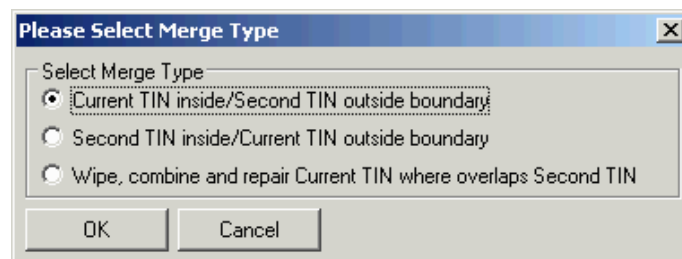 Please Select Merge Type
Select Merge Type
Current TIN inside/Second TIN outside boundary
Second TIN inside/Current TIN outside boundary
Wipe, combine and repair Current TIN where overlaps Second TIN
OK Cancel